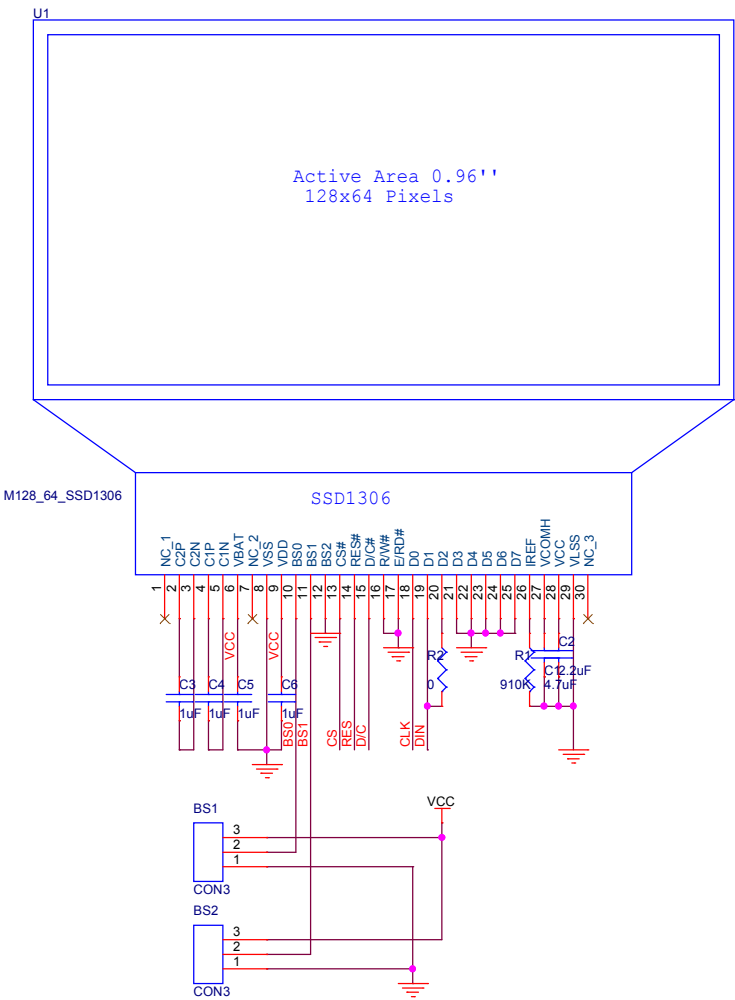 U1
Active Area 0.96''
128x64 Pixels
M128_64_SSD1306
SSD1306
NC_1
C2P
C2N
C1P
C1N
VBAT
NC_2
VSS
VDD
BS0
BS1
BS2
CS#
RES#
D/C#
R/W#
E/RD#
D0
D1
D2
D3
D4
D5
D6
D7
IREF
VCOMH
VCC
VLSS
NC_3
1
2
3
4
5
6
7
8
9
10
11
12
13
14
15
16
17
18
19
20
21
22
23
24
25
26
27
28
29
30
VCC
VCC
R2
0
R1
910K
C2
2.2uF
C1
4.7uF
C3
1uF
C4
1uF
C5
1uF
C6
1uF
BS0
BS1
CS
RES
D/C
CLK
DIN
VCC
BS1
3
2
1
CON3
BS2
3
2
1
CON3